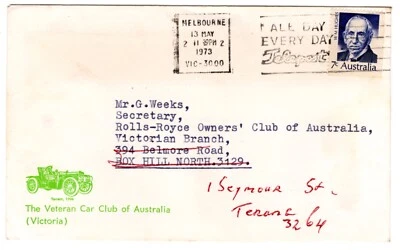 MELBOURNE
13 MAY
1973
VIC-3000
ALL DAY
EVERY DAY
Telepost
7c Australia
Mr.G.Weeks,
Secretary,
Rolls-Royce Owners' Club of Australia,
Victorian Branch,
394 Belmore Road,
BOX HILL NORTH.3129.
1 Seymour St.
Terang
3264
The Veteran Car Club of Australia
(Victoria)